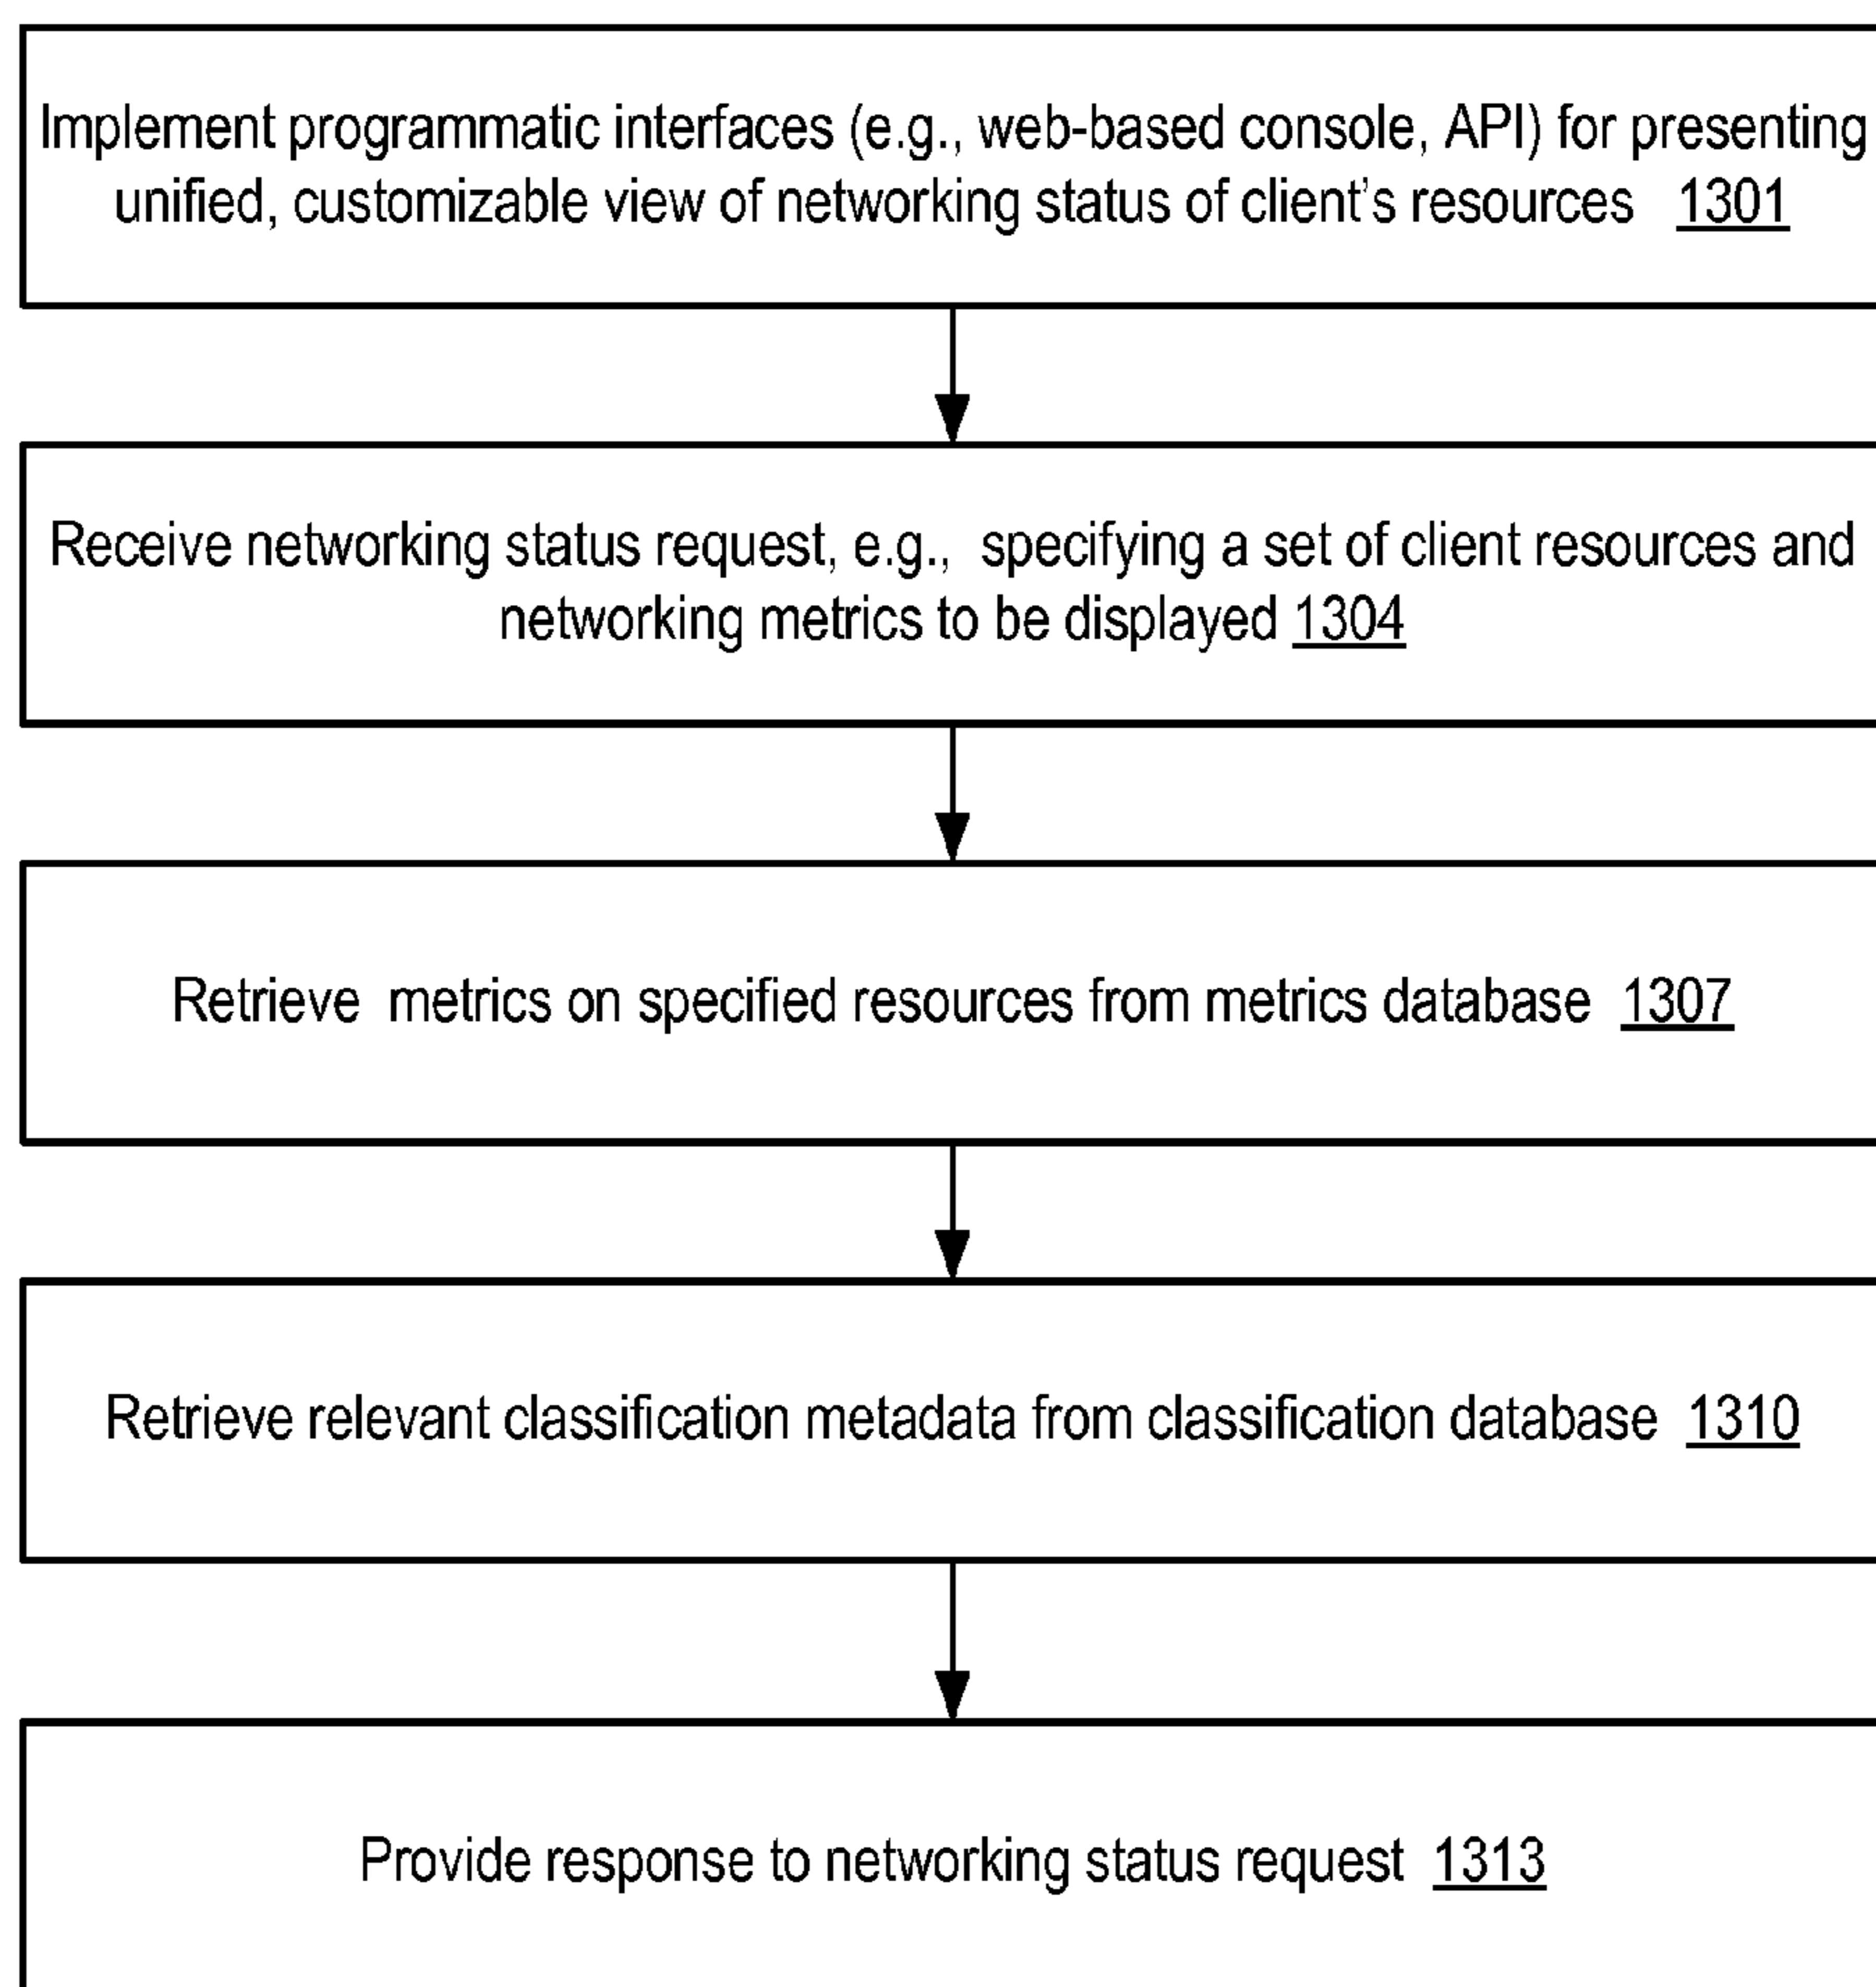 Implement programmatic interfaces (e.g., web-based console, API) for presenting
unified, customizable view of networking status of client's resources 1301
Receive networking status request, e.g., specifying a set of client resources and
networking metrics to be displayed 1304
Retrieve metrics on specified resources from metrics database 1307
Retrieve relevant classification metadata from classification database 1310
Provide response to networking status request 1313